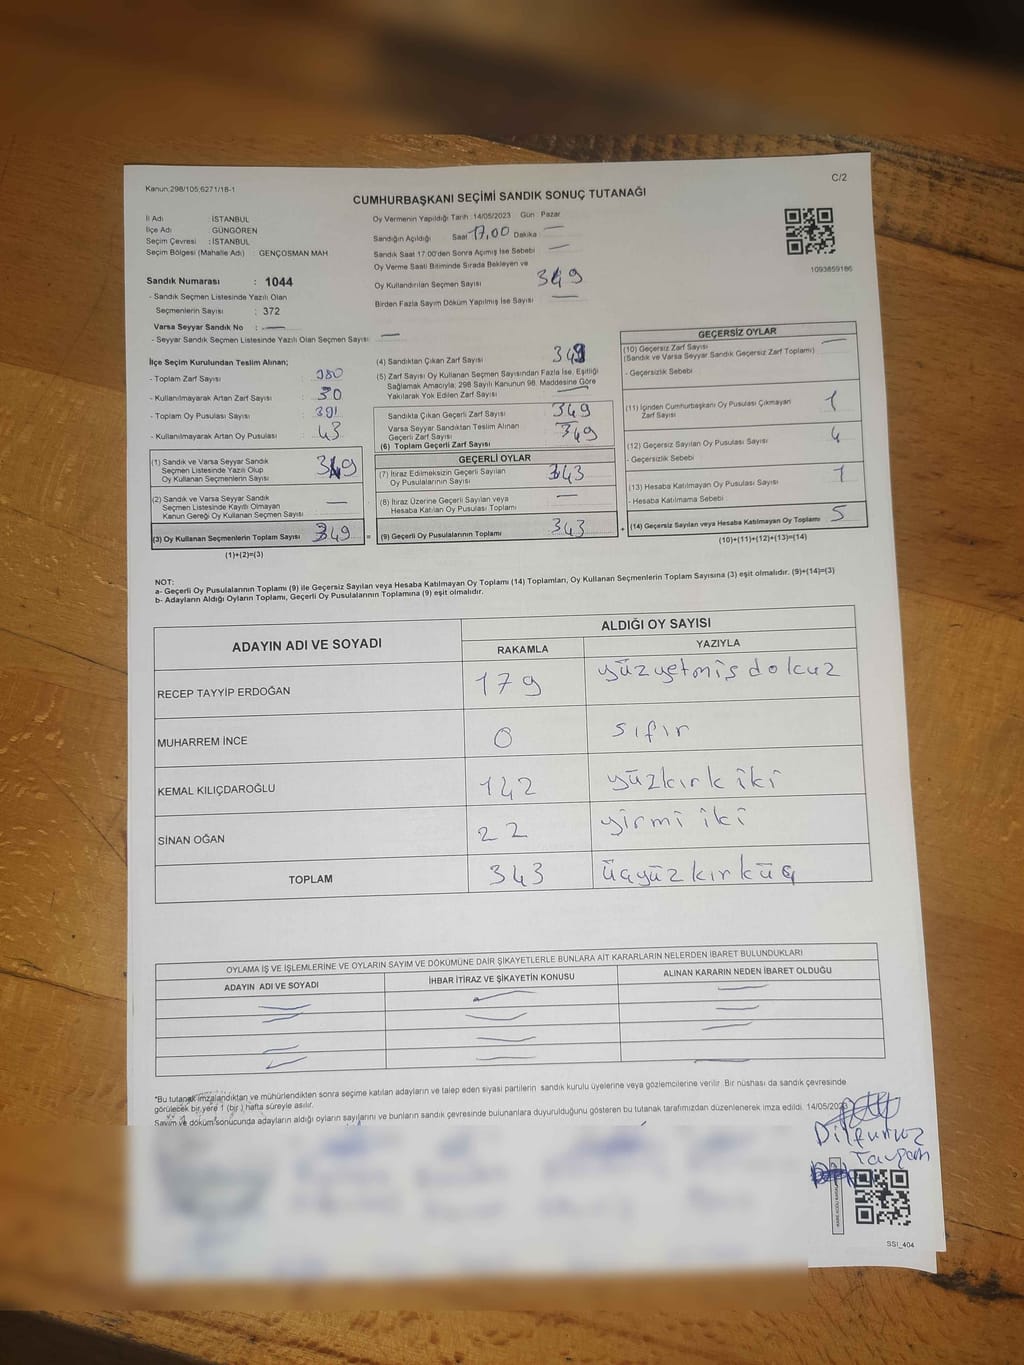 Kanun:298/105;6271/18-1
C/2
CUMHURBAŞKANI SEÇİMİ SANDIK SONUÇ TUTANAĞI
İl Adı : İSTANBUL
İlçe Adı : GÜNGÖREN
Seçim Çevresi : İSTANBUL
Seçim Bölgesi (Mahalle Adı) : GENÇOSMAN MAH
Sandık Numarası : 1044
- Sandık Seçmen Listesinde Yazılı Olan
Seçmenlerin Sayısı : 372
Varsa Seyyar Sandık No : —
- Seyyar Sandık Seçmen Listesinde Yazılı Olan Seçmen Sayısı: —
Oy Vermenin Yapıldığı Tarih : 14/05/2023 Gün : Pazar
Sandığın Açıldığı Saat 17,00 Dakika : —
Sandık Saat 17.00'den Sonra Açımış İse Sebebi —
Oy Verme Saati Bitiminde Sırada Bekleyen ve
Oy Kullandırılan Seçmen Sayısı 349
Birden Fazla Sayım Döküm Yapılmış İse Sayısı —
1093859186
İlçe Seçim Kurulundan Teslim Alınan;
- Toplam Zarf Sayısı : 380
- Kullanılmayarak Artan Zarf Sayısı : 30
- Toplam Oy Pusulası Sayısı : 391
- Kullanılmayarak Artan Oy Pusulası : 43
(1) Sandık ve Varsa Seyyar Sandık
Seçmen Listesinde Yazılı Olup
Oy Kullanan Seçmenlerin Sayısı 349
(2) Sandık ve Varsa Seyyar Sandık
Seçmen Listesinde Kayıtlı Olmayan
Kanun Gereği Oy Kullanan Seçmen Sayısı —
(3) Oy Kullanan Seçmenlerin Toplam Sayısı 349 =
(1)+(2)=(3)
(4) Sandıktan Çıkan Zarf Sayısı 349
(5) Zarf Sayısı Oy Kullanan Seçmen Sayısından Fazla İse, Eşitliği
Sağlamak Amacıyla; 298 Sayılı Kanunun 98. Maddesine Göre
Yakılarak Yok Edilen Zarf Sayısı —
Sandıkta Çıkan Geçerli Zarf Sayısı 349
Varsa Seyyar Sandıktan Teslim Alınan
Geçerli Zarf Sayısı —
(6) Toplam Geçerli Zarf Sayısı 349
GEÇERLİ OYLAR
(7) İtiraz Edilmeksizin Geçerli Sayılan
Oy Pusulalarının Sayısı 343
(8) İtiraz Üzerine Geçerli Sayılan veya
Hesaba Katılan Oy Pusulası Toplamı —
(9) Geçerli Oy Pusulalarının Toplamı 343 +
GEÇERSİZ OYLAR
(10) Geçersiz Zarf Sayısı —
(Sandık ve Varsa Seyyar Sandık Geçersiz Zarf Toplamı)
- Geçersizlik Sebebi
(11) İçinden Cumhurbaşkanı Oy Pusulası Çıkmayan
Zarf Sayısı 1
(12) Geçersiz Sayılan Oy Pusulası Sayısı 4
- Geçersizlik Sebebi
(13) Hesaba Katılmayan Oy Pusulası Sayısı 1
- Hesaba Katılmama Sebebi
(14) Geçersiz Sayılan veya Hesaba Katılmayan Oy Toplamı 5
(10)+(11)+(12)+(13)=(14)
NOT:
a- Geçerli Oy Pusulalarının Toplamı (9) ile Geçersiz Sayılan veya Hesaba Katılmayan Oy Toplamı (14) Toplamları, Oy Kullanan Seçmenlerin Toplam Sayısına (3) eşit olmalıdır. (9)+(14)=(3)
b- Adayların Aldığı Oyların Toplamı, Geçerli Oy Pusulalarının Toplamına (9) eşit olmalıdır.
ADAYIN ADI VE SOYADI
ALDIĞI OY SAYISI
RAKAMLA YAZIYLA
RECEP TAYYİP ERDOĞAN 179 yüzyetmiş dokuz
MUHARREM İNCE 0 sıfır
KEMAL KILIÇDAROĞLU 142 yüzkırk iki
SİNAN OĞAN 22 yirmi iki
TOPLAM 343 üçyüz kırküç
OYLAMA İŞ VE İŞLEMLERİNE VE OYLARIN SAYIM VE DÖKÜMÜNE DAİR ŞİKAYETLERLE BUNLARA AİT KARARLARIN NELERDEN İBARET BULUNDUKLARI
ADAYIN ADI VE SOYADI İHBAR İTİRAZ VE ŞİKAYETİN KONUSU ALINAN KARARIN NEDEN İBARET OLDUĞU
*Bu tutanak imzalandıktan ve mühürlendikten sonra seçime katılan adayların ve talep eden siyasi partilerin sandık kurulu üyelerine veya gözlemcilerine verilir. Bir nüshası da sandık çevresinde
görülecek bir yere 1 (bir ) hafta süreyle asılır.
Sayım ve döküm sonucunda adayların aldığı oyların sayılarını ve bunların sandık çevresinde bulunanlara duyurulduğunu gösteren bu tutanak tarafımızdan düzenlenerek imza edildi. 14/05/2023
Dilfuruz
Tavşan
SSİ_404